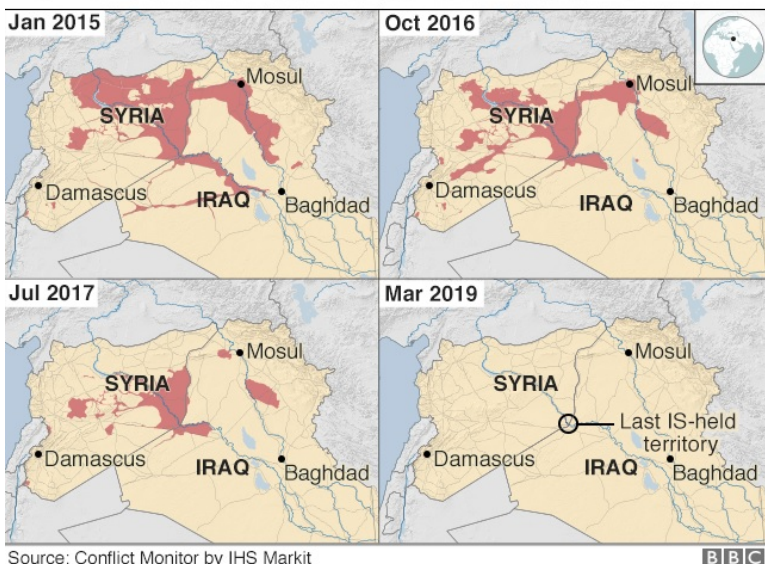 Jan 2015
Mosul
SYRIA
Damascus
IRAQ
Baghdad
Oct 2016
Mosul
SYRIA
Damascus
IRAQ
Baghdad
Jul 2017
Mosul
SYRIA
Damascus
IRAQ
Baghdad
Mar 2019
Mosul
SYRIA
Last IS-held
territory
Damascus
IRAQ
Baghdad
Source: Conflict Monitor by IHS Markit
BBC